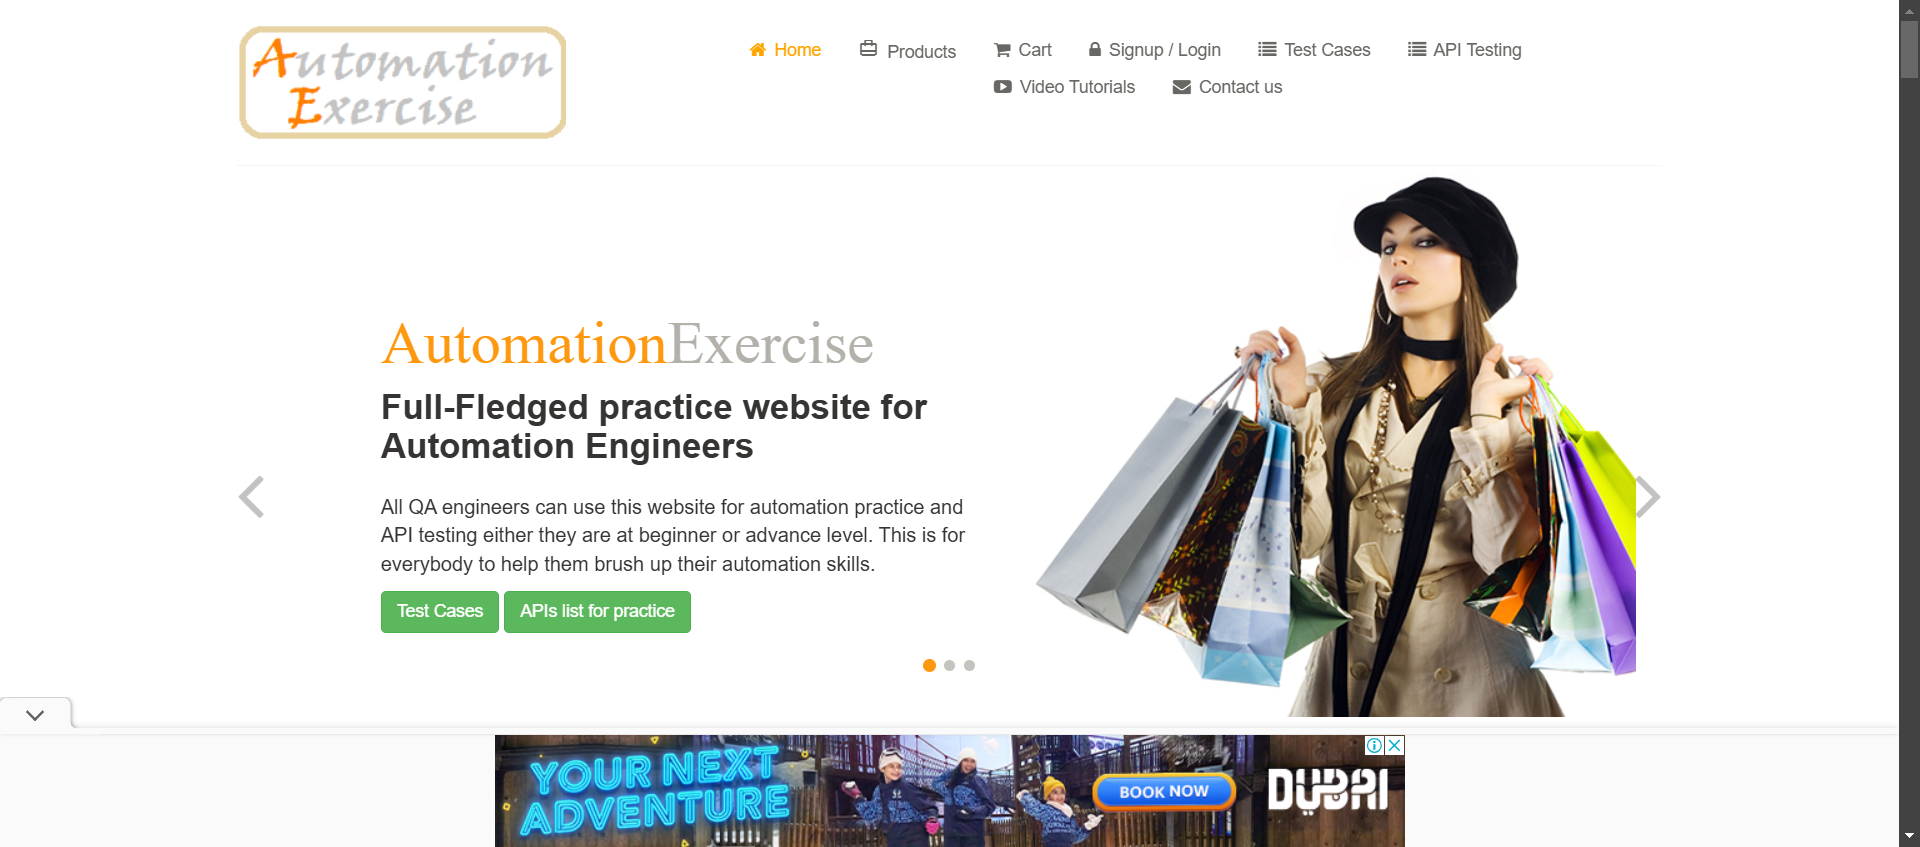 Automation
Exercise
Home
Products
Cart
Signup / Login
Test Cases
API Testing
Video Tutorials
Contact us
AutomationExercise
Full-Fledged practice website for
Automation Engineers
All QA engineers can use this website for automation practice and
API testing either they are at beginner or advance level. This is for
everybody to help them brush up their automation skills.
Test Cases
APIs list for practice
YOUR NEXT
ADVENTURE
BOOK NOW
DUBAI